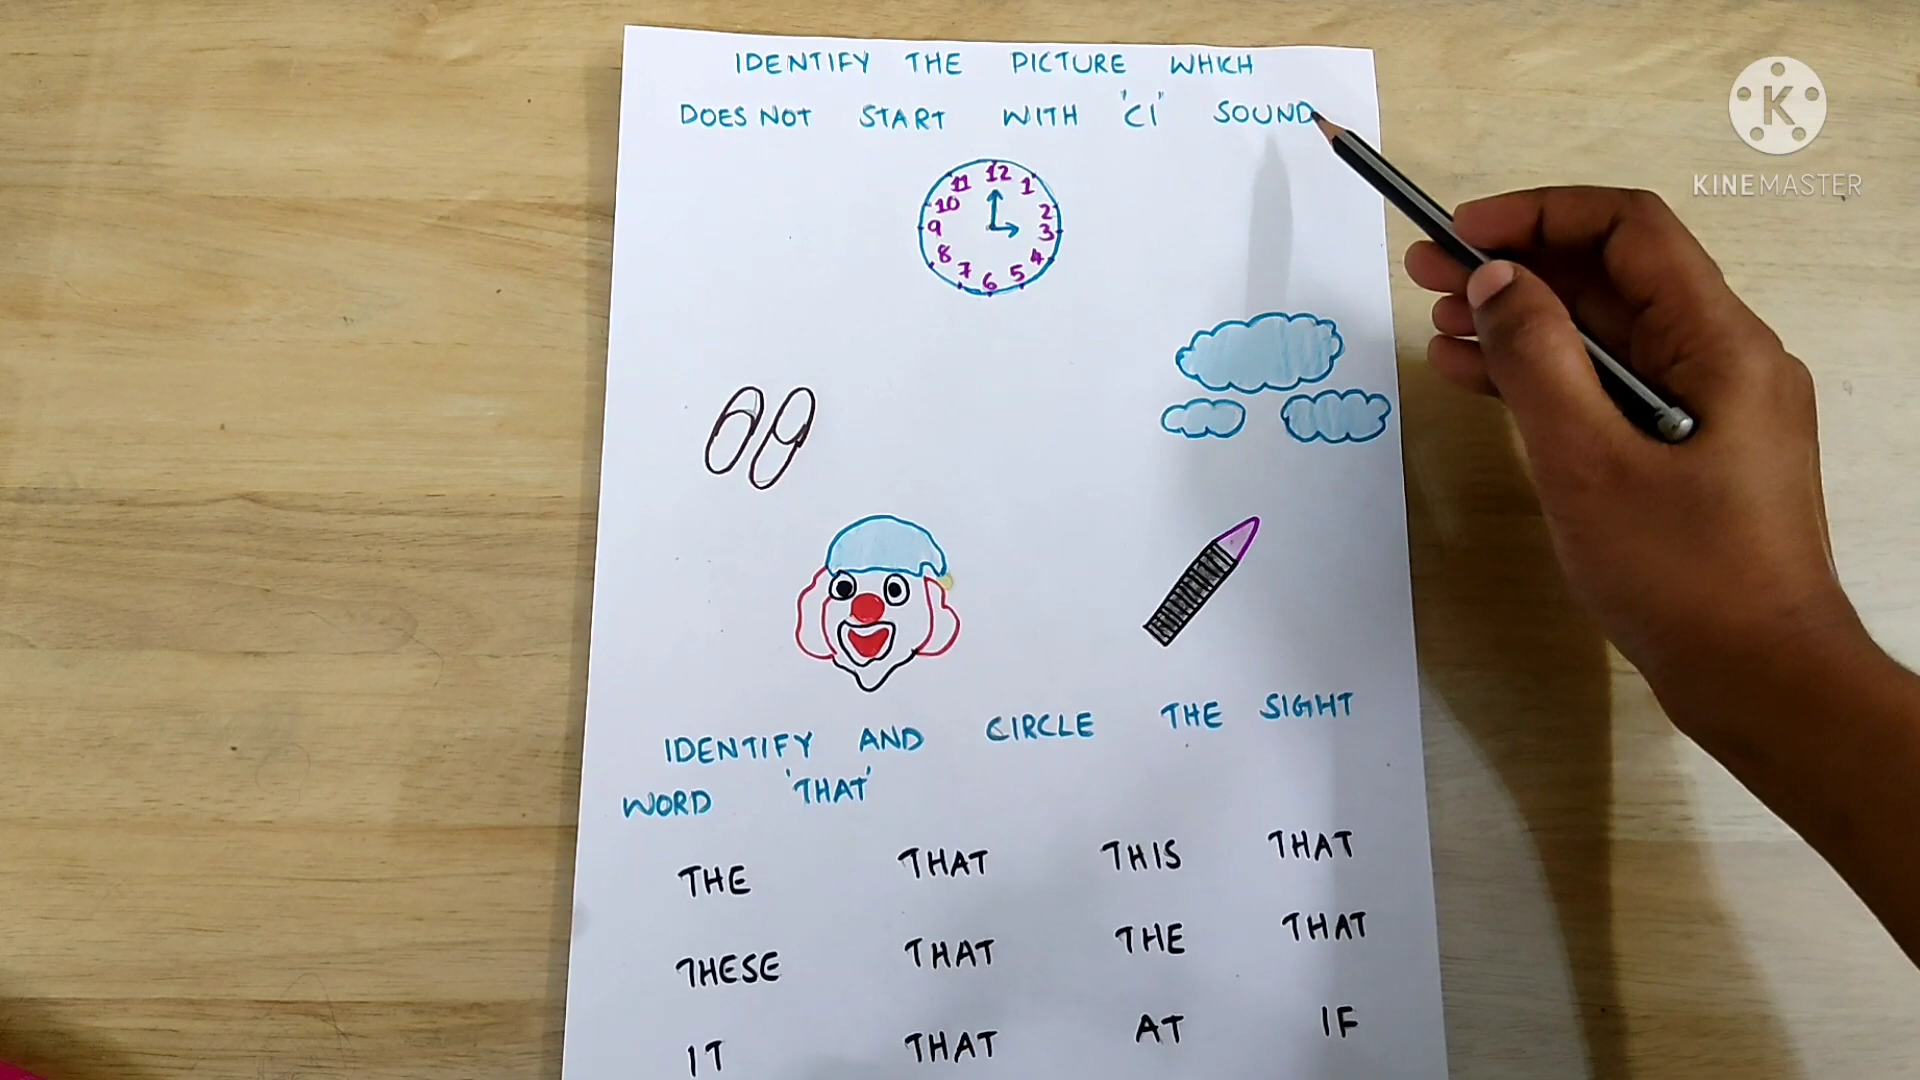 IDENTIFY THE PICTURE WHICH
DOES NOT START WITH 'Cl' SOUND
12
11 1
10 2
9 3
8 4
7 5
6
IDENTIFY AND CIRCLE THE SIGHT
WORD 'THAT'
THE THAT THIS THAT
THESE THAT THE THAT
IT THAT AT IF
K
KINEMASTER